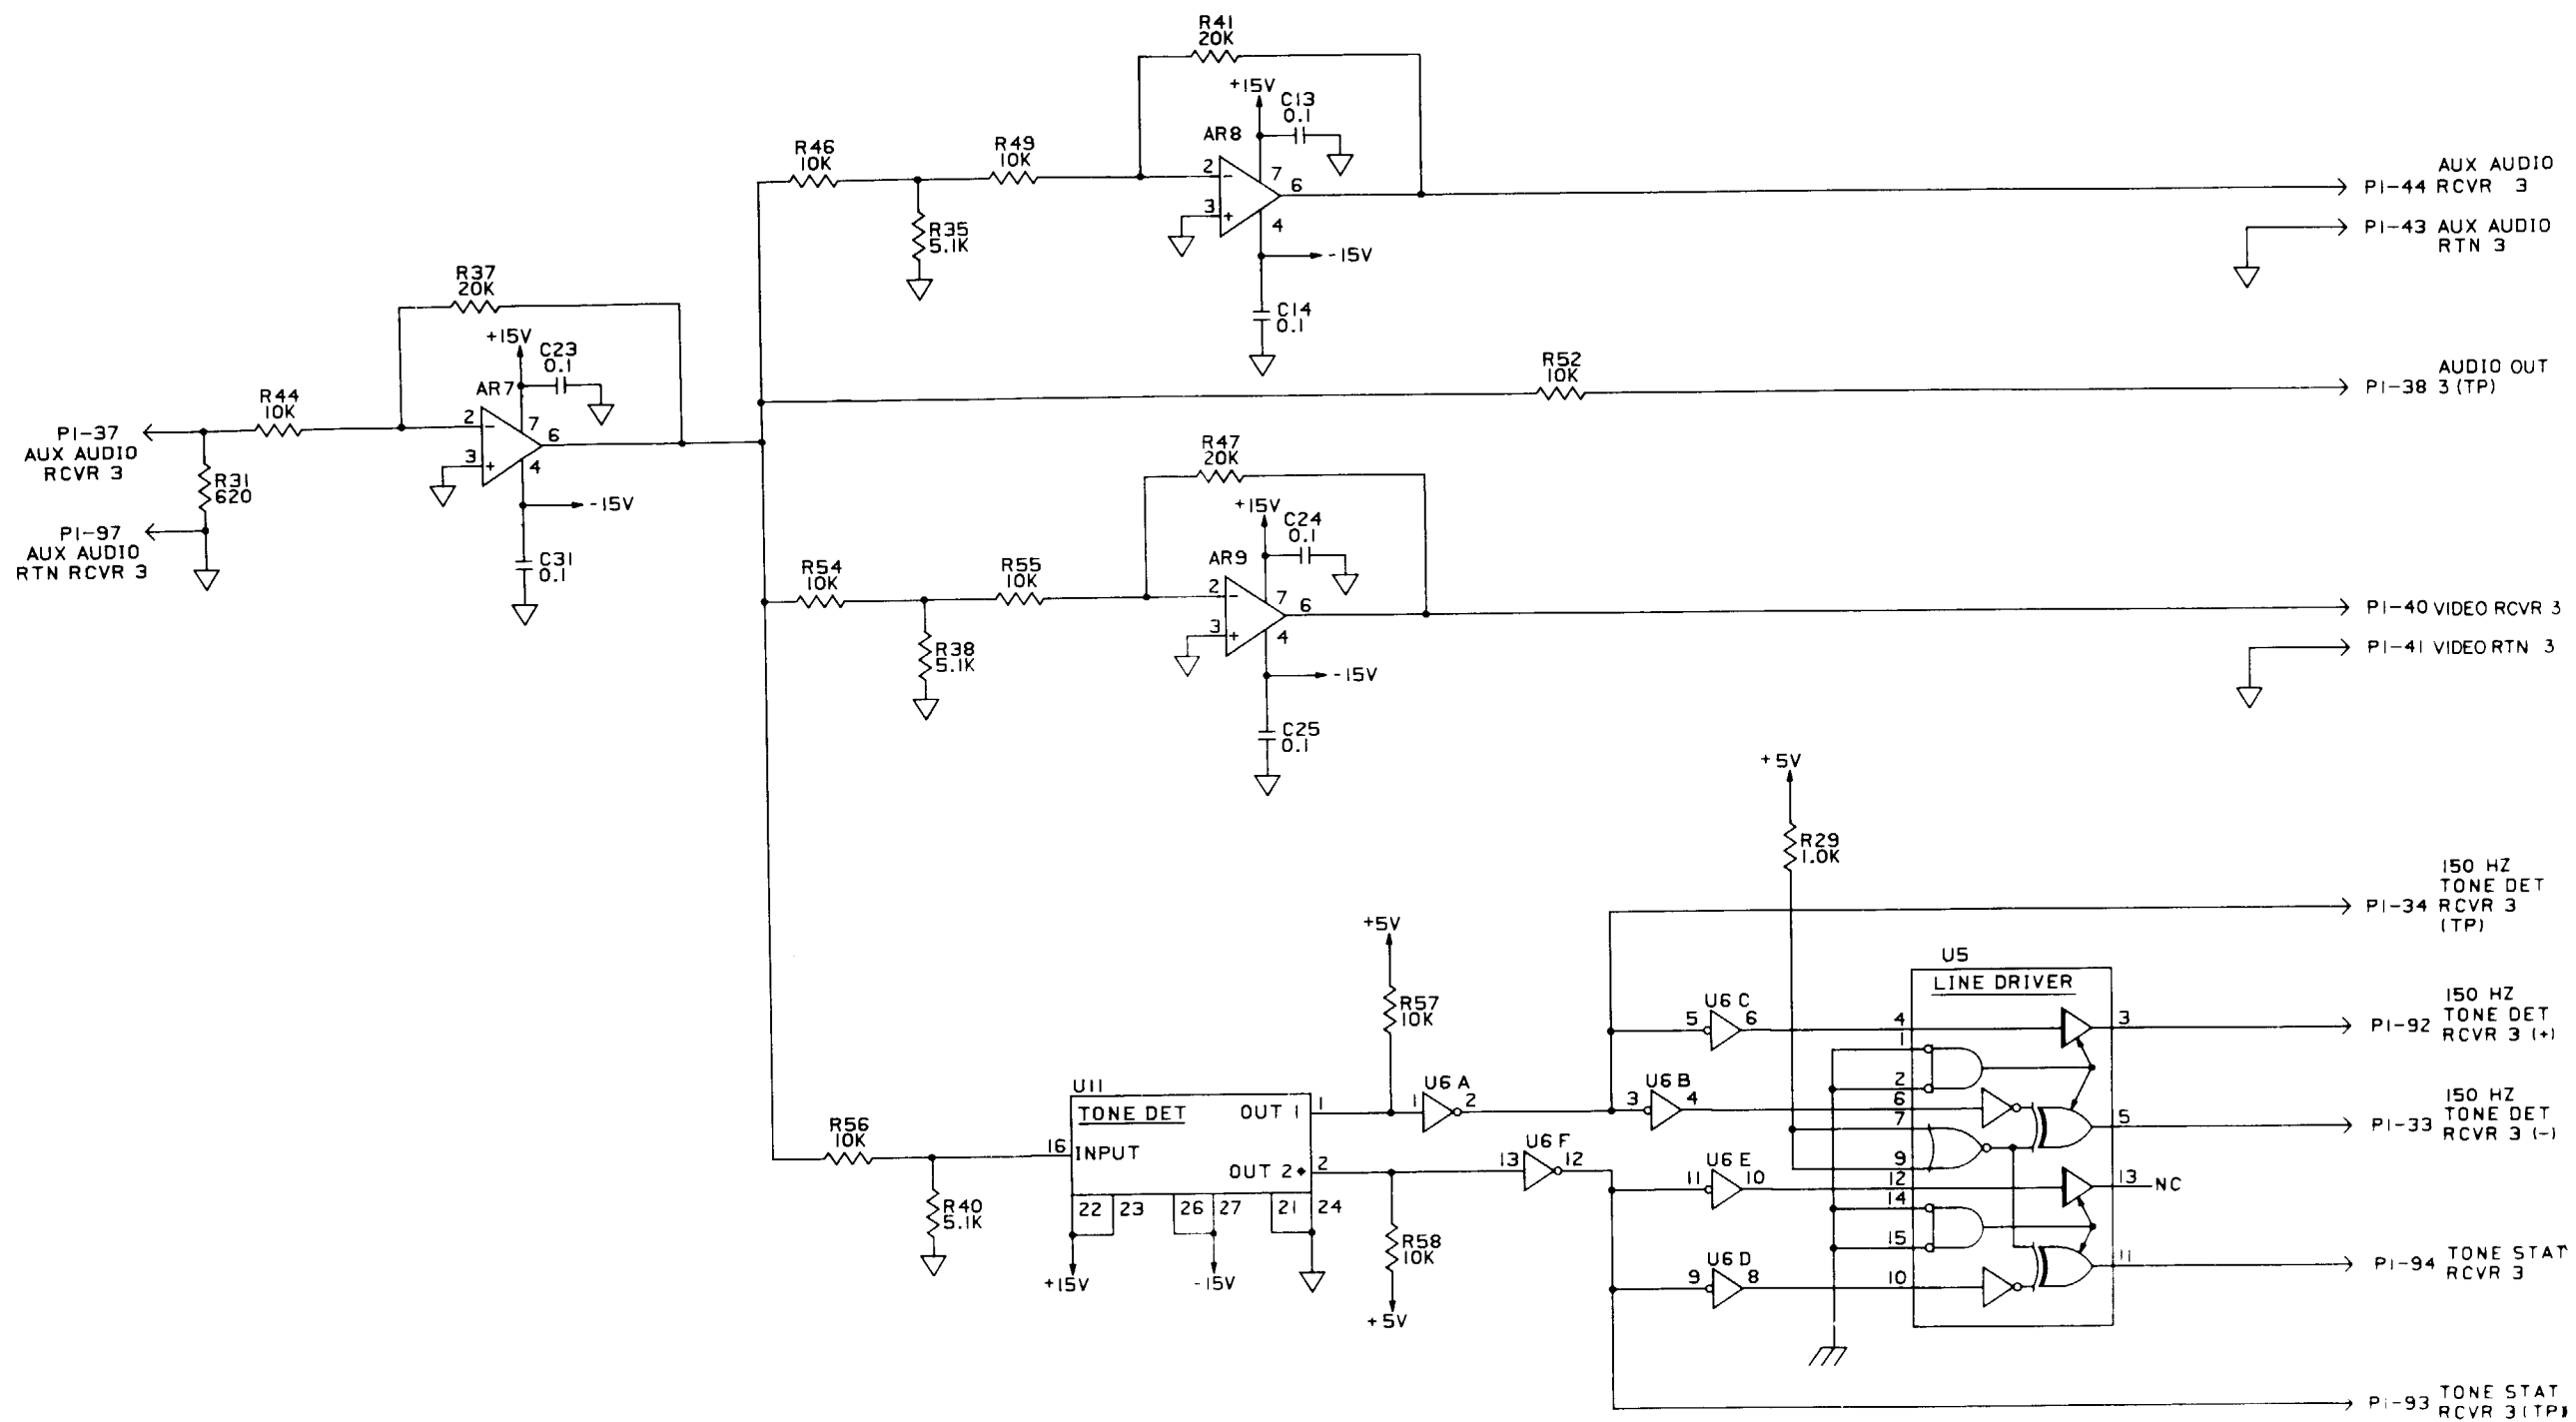 R41
20K
+15V
C13
0.1
AR8
R46
10K
R49
10K
2
7
6
3
4
R35
5.1K
-15V
C14
0.1
P1-44 AUX AUDIO
RCVR 3
P1-43 AUX AUDIO
RTN 3
R37
20K
+15V
C23
0.1
AR7
R44
10K
2
7
6
3
4
P1-37
AUX AUDIO
RCVR 3
R31
620
P1-97
AUX AUDIO
RTN RCVR 3
-15V
C31
0.1
R52
10K
AUDIO OUT
P1-38 3 (TP)
R47
20K
+15V
C24
0.1
AR9
R54
10K
R55
10K
2
7
6
3
4
R38
5.1K
-15V
C25
0.1
P1-40 VIDEO RCVR 3
P1-41 VIDEO RTN 3
+5V
R29
1.0K
150 HZ
TONE DET
P1-34 RCVR 3
(TP)
+5V
R57
10K
U5
LINE DRIVER
U6 C
5
6
4
3
150 HZ
TONE DET
P1-92 RCVR 3 (+)
1
2
U11
TONE DET
OUT 1
1
U6 A
1
2
U6 B
3
4
6
7
5
150 HZ
TONE DET
P1-33 RCVR 3 (-)
R56
10K
16 INPUT
OUT 2
2
U6 F
13
12
9
U6 E
11
10
12
13 NC
14
R40
5.1K
22
23
26
27
21
24
+15V
-15V
R58
10K
+5V
15
U6 D
9
8
10
11
P1-94 TONE STAT
RCVR 3
P1-93 TONE STAT
RCVR 3 (TP)